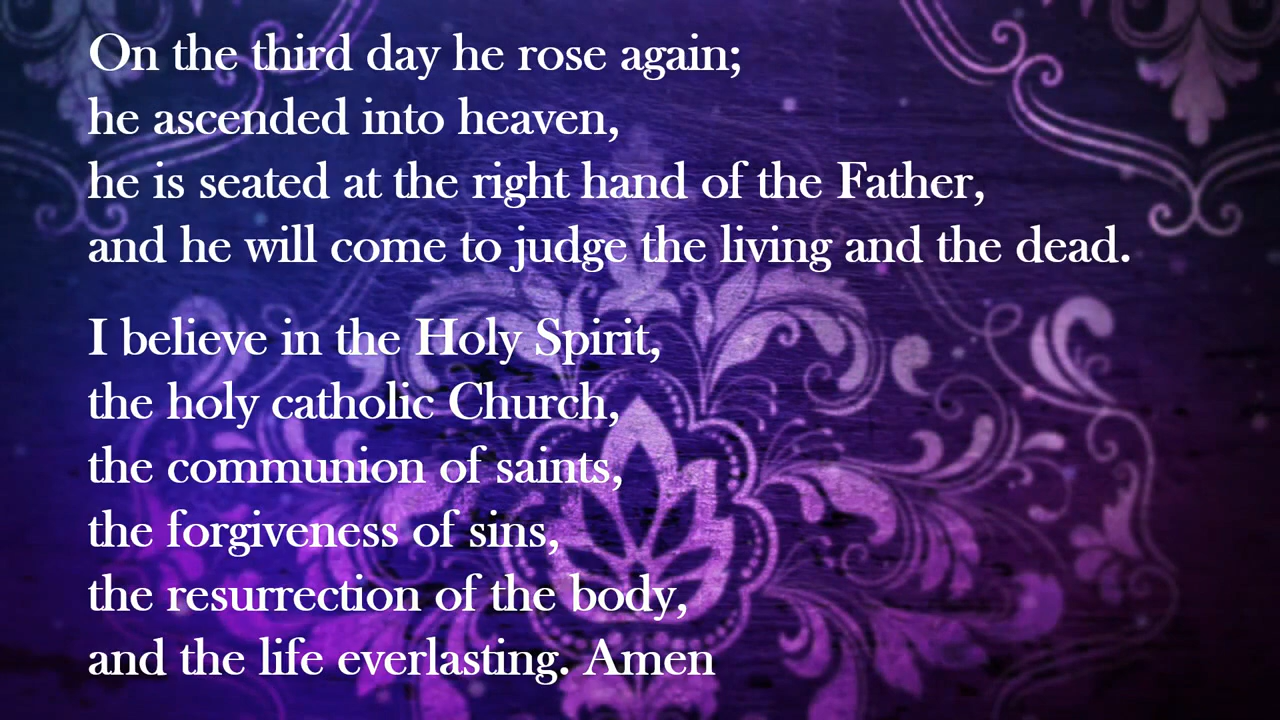 On the third day he rose again;
he ascended into heaven,
he is seated at the right hand of the Father,
and he will come to judge the living and the dead.
I believe in the Holy Spirit,
the holy catholic Church,
the communion of saints,
the forgiveness of sins,
the resurrection of the body,
and the life everlasting. Amen